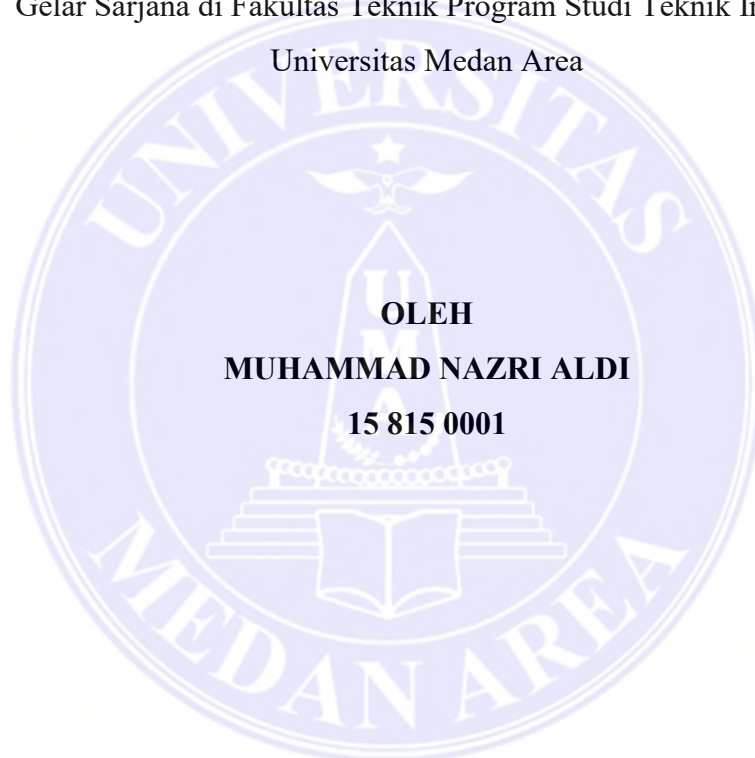 Gelar Sarjana di Fakultas Teknik Program Studi Teknik
Universitas Medan Area
UNIVERSITAS
UMA
OLEH
MUHAMMAD NAZRI ALDI
15 815 0001
MEDAN AREA